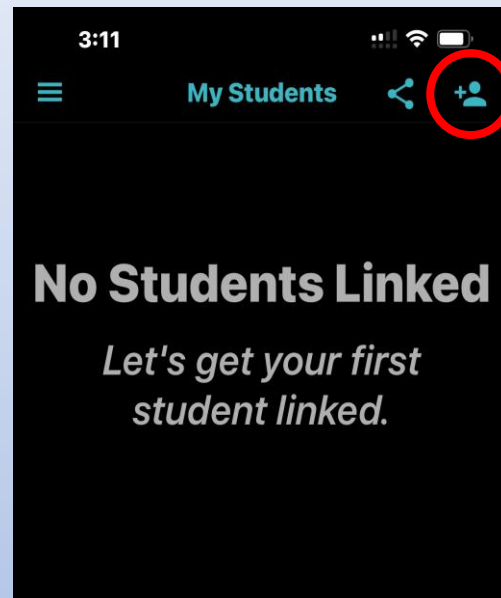 3:11
My Students
No Students Linked
Let's get your first
student linked.